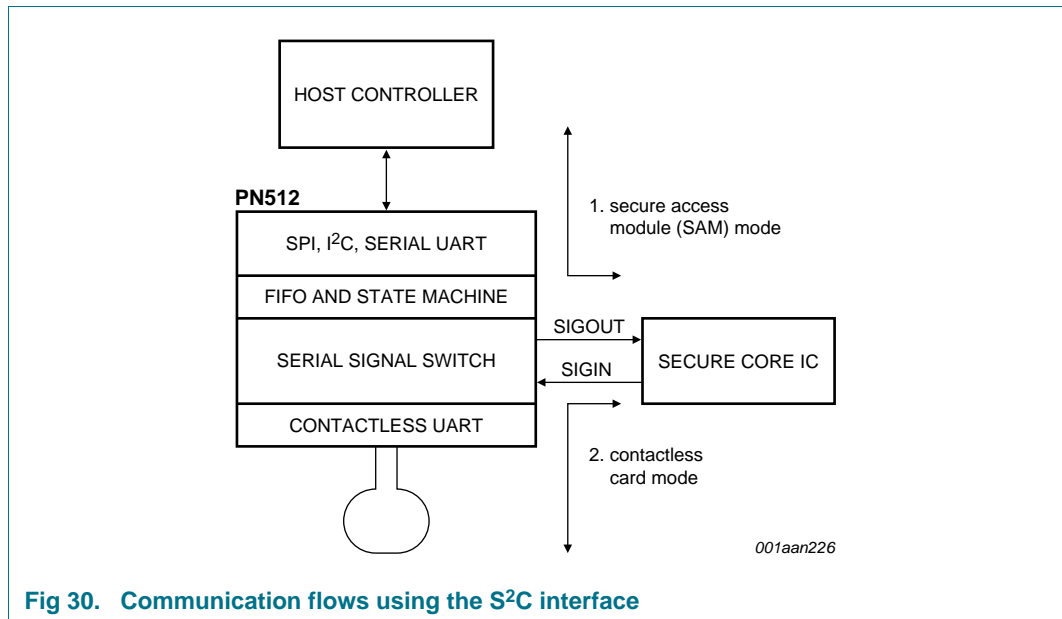 HOST CONTROLLER
PN512
SPI, I²C, SERIAL UART
FIFO AND STATE MACHINE
SERIAL SIGNAL SWITCH
CONTACTLESS UART
SIGOUT
SIGIN
SECURE CORE IC
1. secure access
module (SAM) mode
2. contactless
card mode
001aan226
Fig 30. Communication flows using the S²C interface